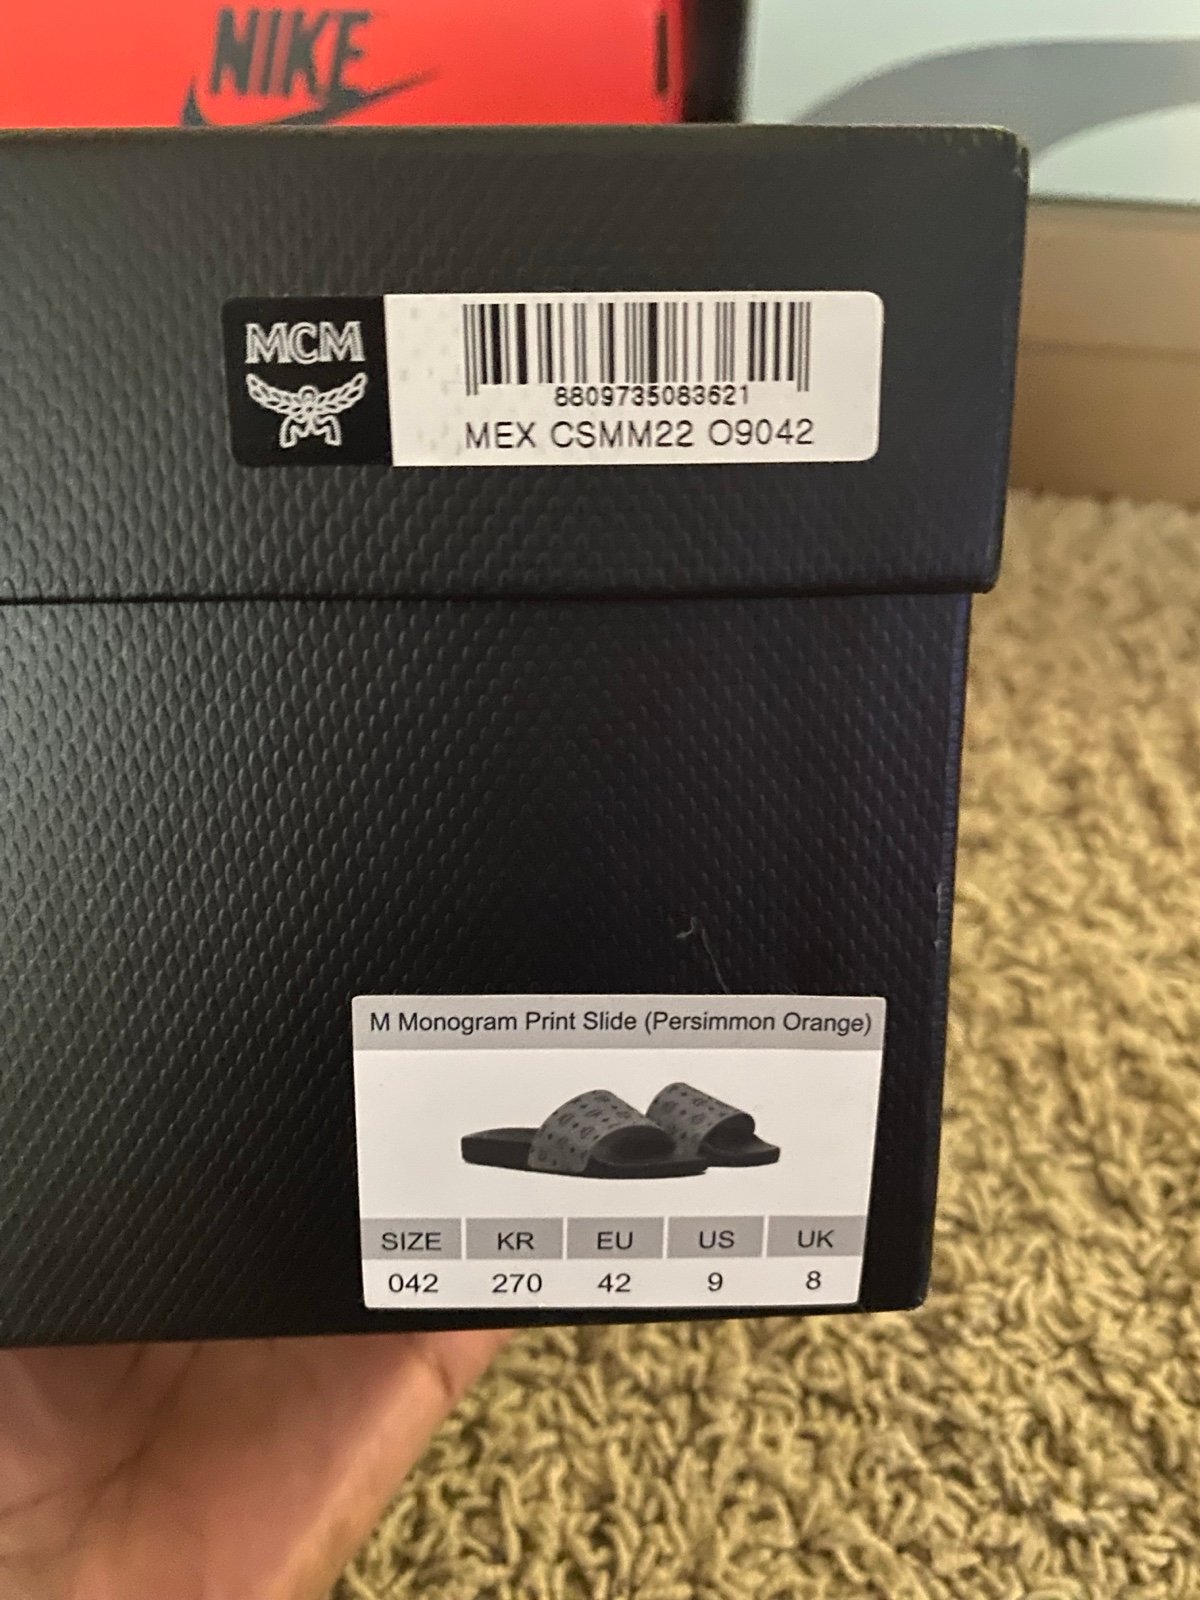 NIKE
MCM
8809735083621
MEX CSMM22 O9042
M Monogram Print Slide (Persimmon Orange)
SIZE KR EU US UK
042 270 42 9 8